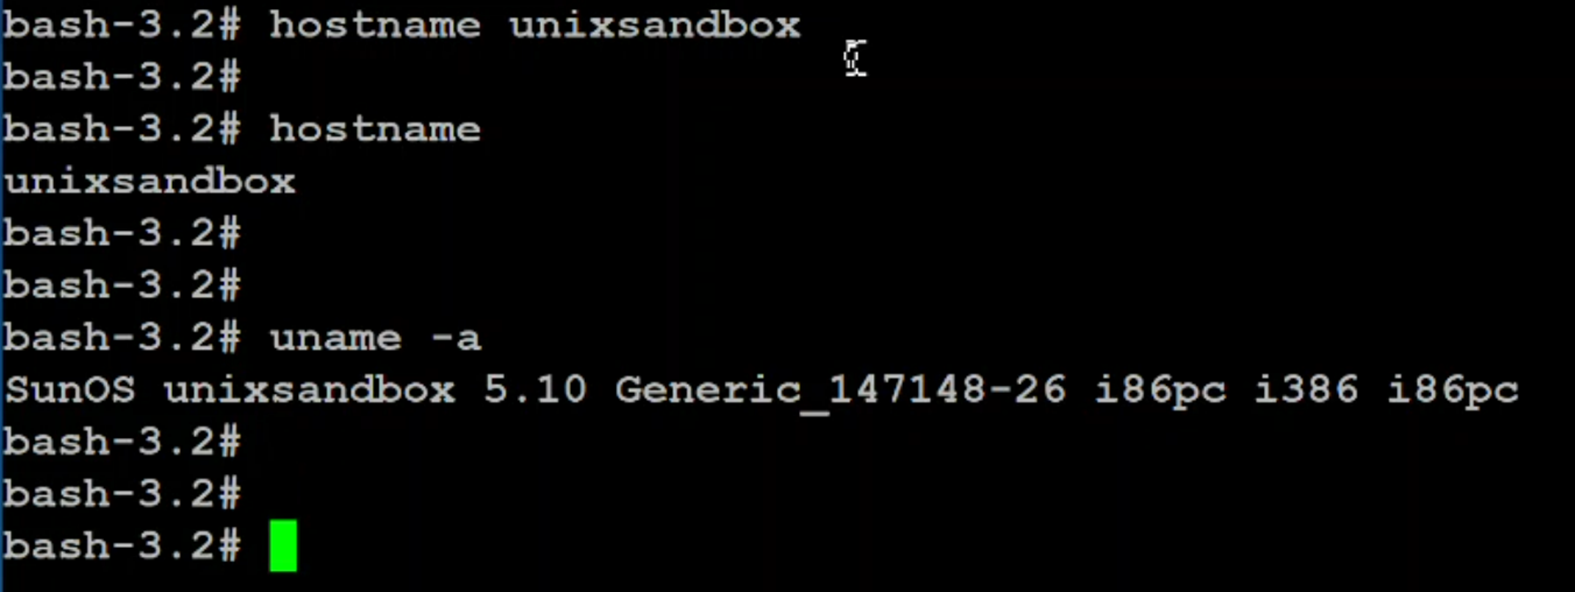 bash-3.2# hostname unixsandbox
bash-3.2#
bash-3.2# hostname
unixsandbox
bash-3.2#
bash-3.2#
bash-3.2# uname -a
SunOS unixsandbox 5.10 Generic_147148-26 i86pc i386 i86pc
bash-3.2#
bash-3.2#
bash-3.2#